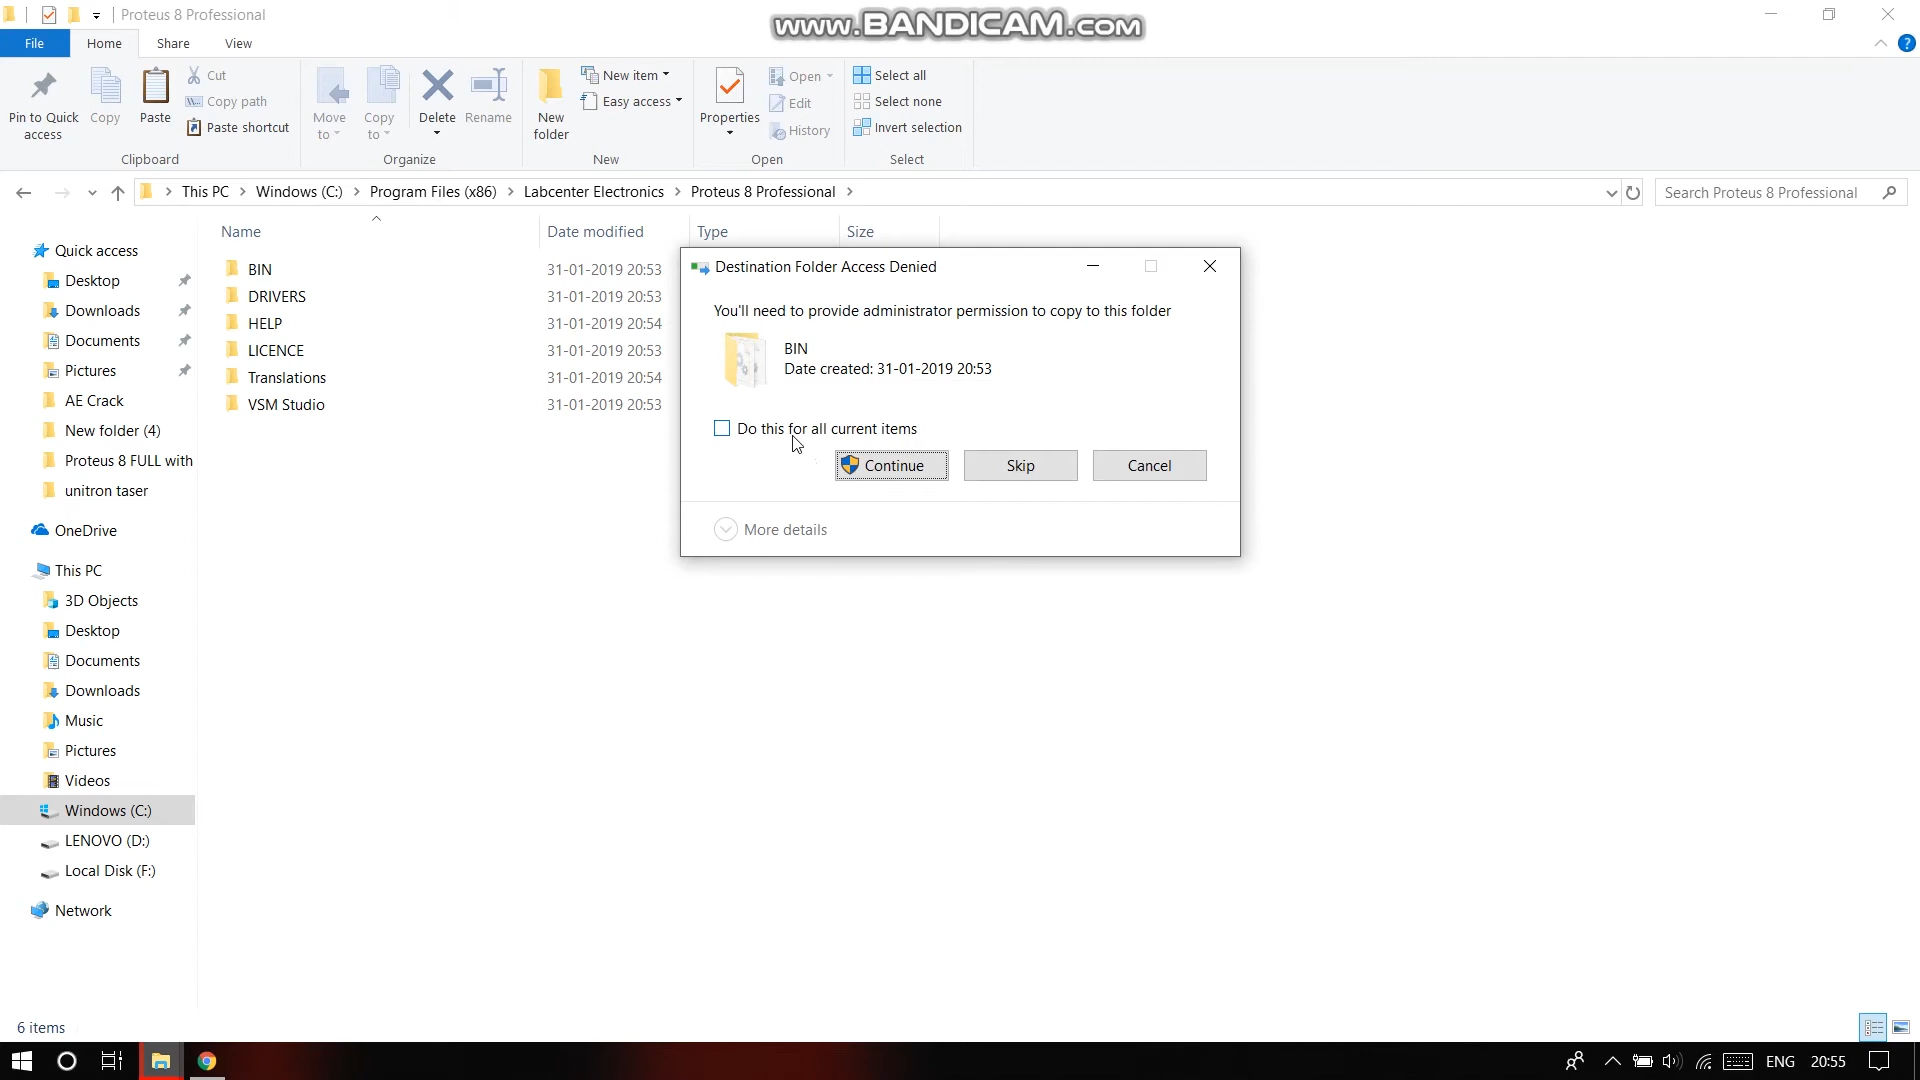 Proteus 8 Professional
www.BANDICAM.com
File
Home
Share
View
Pin to Quick access
Copy
Paste
Cut
Copy path
Paste shortcut
Clipboard
Move to
Copy to
Delete
Rename
Organize
New folder
New item
Easy access
New
Properties
Open
Edit
History
Open
Select all
Select none
Invert selection
Select
This PC > Windows (C:) > Program Files (x86) > Labcenter Electronics > Proteus 8 Professional >
Search Proteus 8 Professional
Name
Date modified
Type
Size
Quick access
Desktop
Downloads
Documents
Pictures
AE Crack
New folder (4)
Proteus 8 FULL with
unitron taser
OneDrive
This PC
3D Objects
Desktop
Documents
Downloads
Music
Pictures
Videos
Windows (C:)
LENOVO (D:)
Local Disk (F:)
Network
BIN 31-01-2019 20:53
DRIVERS 31-01-2019 20:53
HELP 31-01-2019 20:54
LICENCE 31-01-2019 20:53
Translations 31-01-2019 20:54
VSM Studio 31-01-2019 20:53
Destination Folder Access Denied
You'll need to provide administrator permission to copy to this folder
BIN
Date created: 31-01-2019 20:53
Do this for all current items
Continue
Skip
Cancel
More details
6 items
ENG
20:55